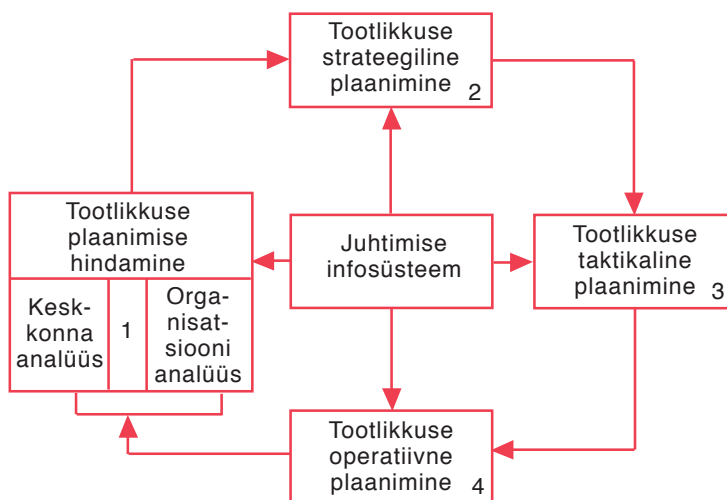 Tootlikkuse
strateegiline
plaanimine
2
Tootlikkuse
plaanimise
hindamine
Kesk-
konna
analüüs
1
Orga-
nisat-
siooni
analüüs
Juhtimise
infosüsteem
Tootlikkuse
taktikaline
plaanimine
3
Tootlikkuse
operatiivne
plaanimine
4